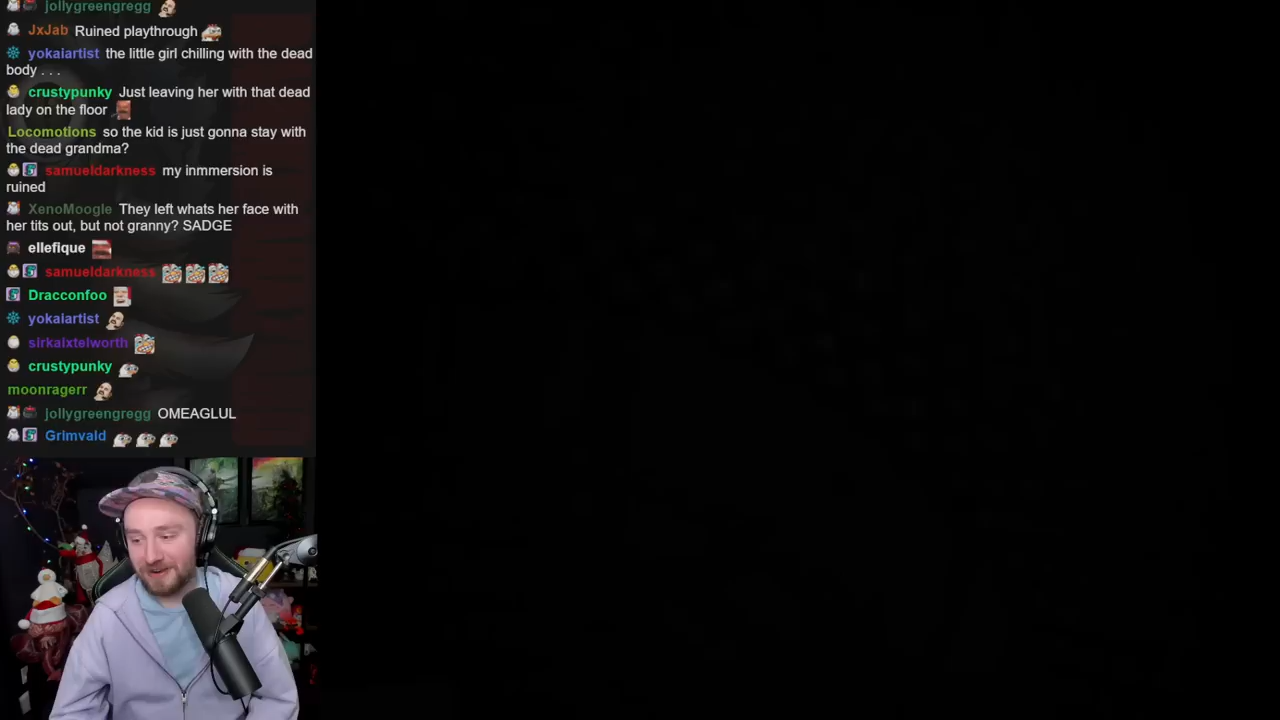 jollygreengregg
JxJab Ruined playthrough
yokaiartist the little girl chilling with the dead
body . . .
crustypunky Just leaving her with that dead
lady on the floor
Locomotions so the kid is just gonna stay with
the dead grandma?
samueldarkness my inmmersion is
ruined
XenoMoogle They left whats her face with
her tits out, but not granny? SADGE
ellefique
samueldarkness
Dracconfoo
yokaiartist
sirkaixtelworth
crustypunky
moonragerr
jollygreengregg OMEAGLUL
Grimvald